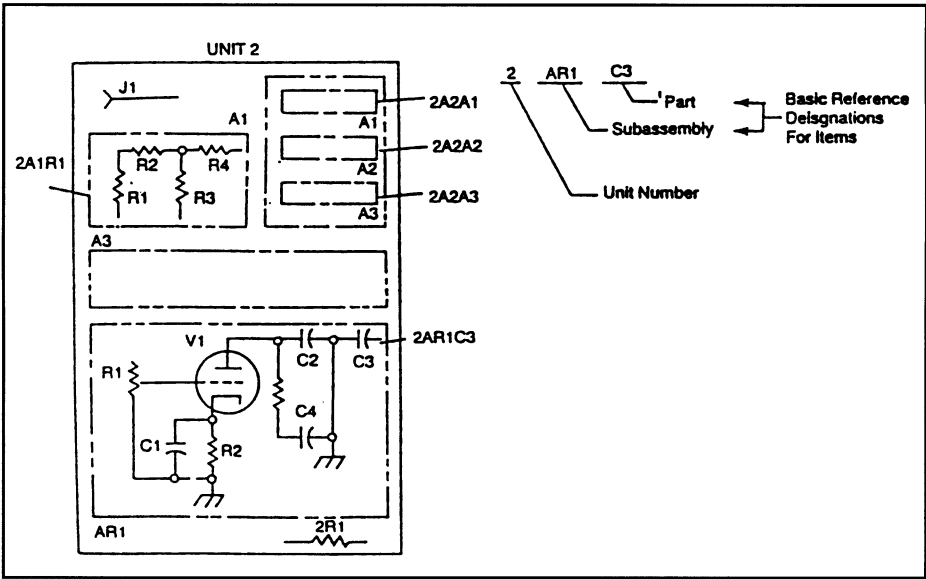 UNIT 2
J1
A1
R2
R4
R1
R3
2A1R1
A1
A2
A3
2A2A1
2A2A2
2A2A3
A3
V1
R1
C2
C3
2AR1C3
C4
C1
R2
AR1
2R1
2 AR1 C3
'Part
Subassembly
Unit Number
Basic Reference
Deisgnations
For Items